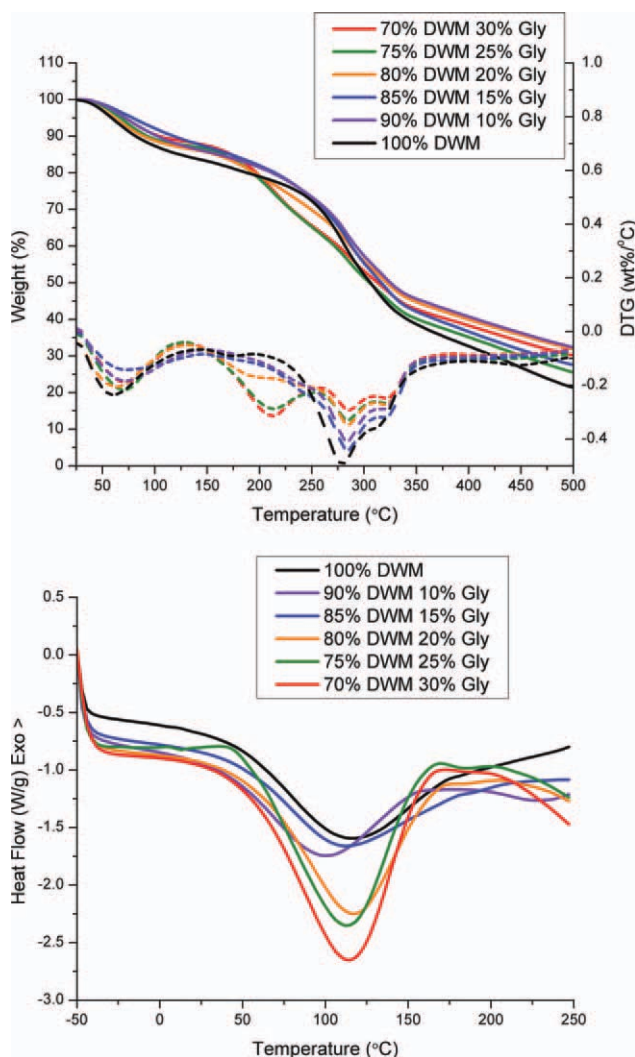 70% DWM 30% Gly
75% DWM 25% Gly
80% DWM 20% Gly
85% DWM 15% Gly
90% DWM 10% Gly
100% DWM
110
100
90
80
70
60
50
40
30
20
10
0
Weight (%)
1.0
0.8
0.6
0.4
0.2
0.0
-0.2
-0.4
DTG (wt%/°C)
50 100 150 200 250 300 350 400 450 500
Temperature (°C)
100% DWM
90% DWM 10% Gly
85% DWM 15% Gly
80% DWM 20% Gly
75% DWM 25% Gly
70% DWM 30% Gly
0.5
0.0
-0.5
-1.0
-1.5
-2.0
-2.5
-3.0
Heat Flow (W/g) Exo >
-50 0 50 100 150 200 250
Temperature (°C)